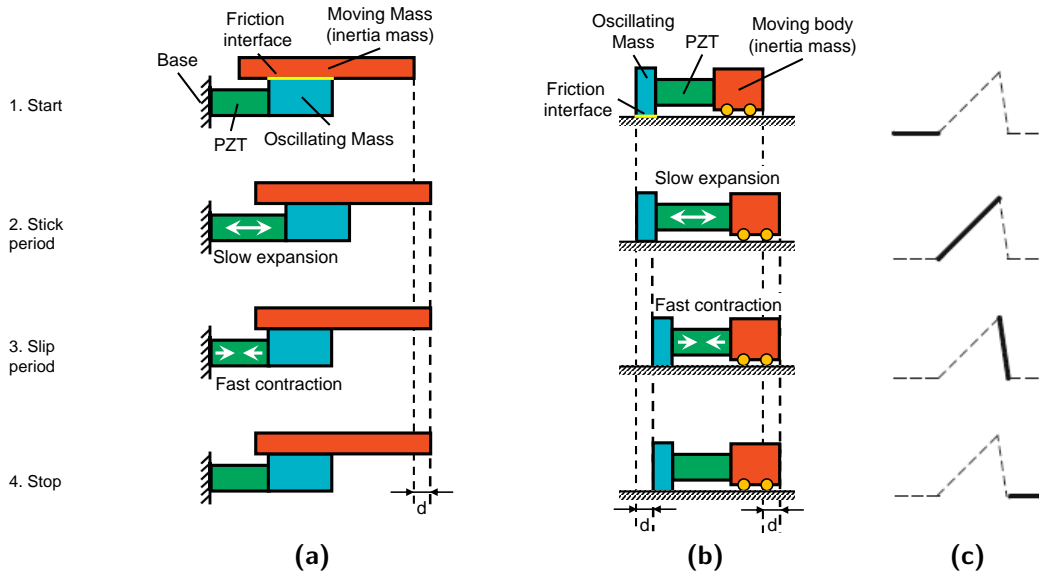 Friction
interface
Moving Mass
(inertia mass)
Base
1. Start
PZT
Oscillating Mass
2. Stick
period
Slow expansion
3. Slip
period
Fast contraction
4. Stop
d
(a)
Oscillating
Mass
PZT
Moving body
(inertia mass)
Friction
interface
Slow expansion
Fast contraction
d
d
(b)
(c)